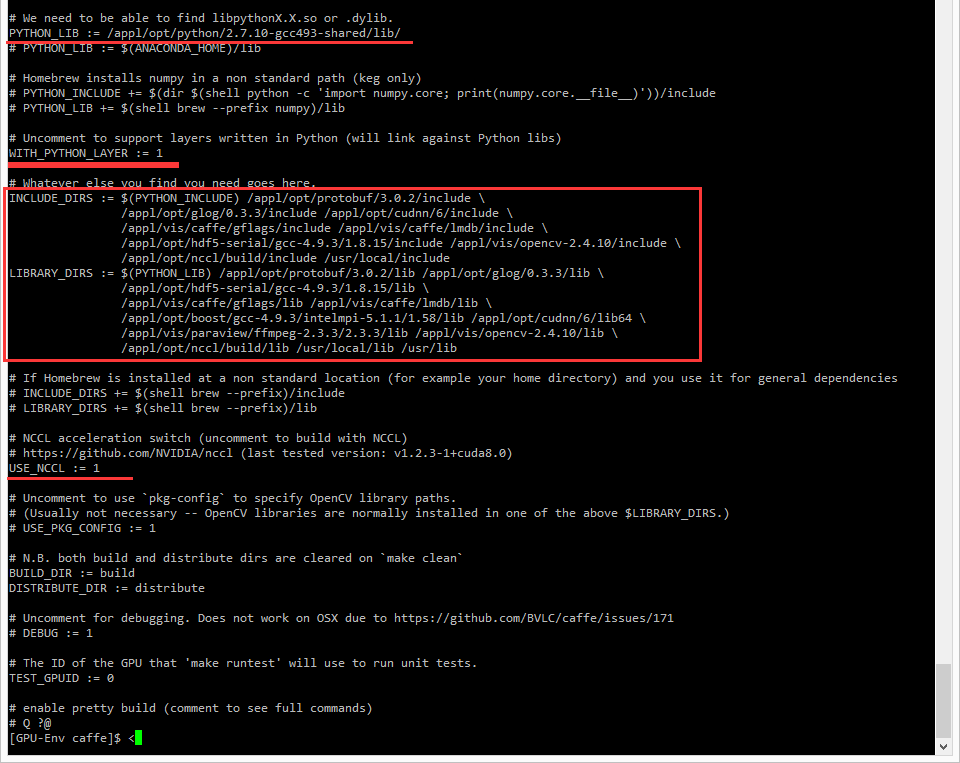 # We need to be able to find libpythonX.X.so or .dylib.
PYTHON_LIB := /appl/opt/python/2.7.10-gcc493-shared/lib/
# PYTHON_LIB := $(ANACONDA_HOME)/lib
# Homebrew installs numpy in a non standard path (keg only)
# PYTHON_INCLUDE += $(dir $(shell python -c 'import numpy.core; print(numpy.core.__file__)'))/include
# PYTHON_LIB += $(shell brew --prefix numpy)/lib
# Uncomment to support layers written in Python (will link against Python libs)
WITH_PYTHON_LAYER := 1
# Whatever else you find you need goes here.
INCLUDE_DIRS := $(PYTHON_INCLUDE) /appl/opt/protobuf/3.0.2/include \
/appl/opt/glog/0.3.3/include /appl/opt/cudnn/6/include \
/appl/vis/caffe/gflags/include /appl/vis/caffe/lmdb/include \
/appl/opt/hdf5-serial/gcc-4.9.3/1.8.15/include /appl/vis/opencv-2.4.10/include \
/appl/opt/nccl/build/include /usr/local/include
LIBRARY_DIRS := $(PYTHON_LIB) /appl/opt/protobuf/3.0.2/lib /appl/opt/glog/0.3.3/lib \
/appl/opt/hdf5-serial/gcc-4.9.3/1.8.15/lib \
/appl/vis/caffe/gflags/lib /appl/vis/caffe/lmdb/lib \
/appl/opt/boost/gcc-4.9.3/intelmpi-5.1.1/1.58/lib /appl/opt/cudnn/6/lib64 \
/appl/vis/paraview/ffmpeg-2.3.3/2.3.3/lib /appl/vis/opencv-2.4.10/lib \
/appl/opt/nccl/build/lib /usr/local/lib /usr/lib
# If Homebrew is installed at a non standard location (for example your home directory) and you use it for general dependencies
# INCLUDE_DIRS += $(shell brew --prefix)/include
# LIBRARY_DIRS += $(shell brew --prefix)/lib
# NCCL acceleration switch (uncomment to build with NCCL)
# https://github.com/NVIDIA/nccl (last tested version: v1.2.3-1+cuda8.0)
USE_NCCL := 1
# Uncomment to use `pkg-config` to specify OpenCV library paths.
# (Usually not necessary -- OpenCV libraries are normally installed in one of the above $LIBRARY_DIRS.)
# USE_PKG_CONFIG := 1
# N.B. both build and distribute dirs are cleared on `make clean`
BUILD_DIR := build
DISTRIBUTE_DIR := distribute
# Uncomment for debugging. Does not work on OSX due to https://github.com/BVLC/caffe/issues/171
# DEBUG := 1
# The ID of the GPU that 'make runtest' will use to run unit tests.
TEST_GPUID := 0
# enable pretty build (comment to see full commands)
# Q ?@
[GPU-Env caffe]$ <